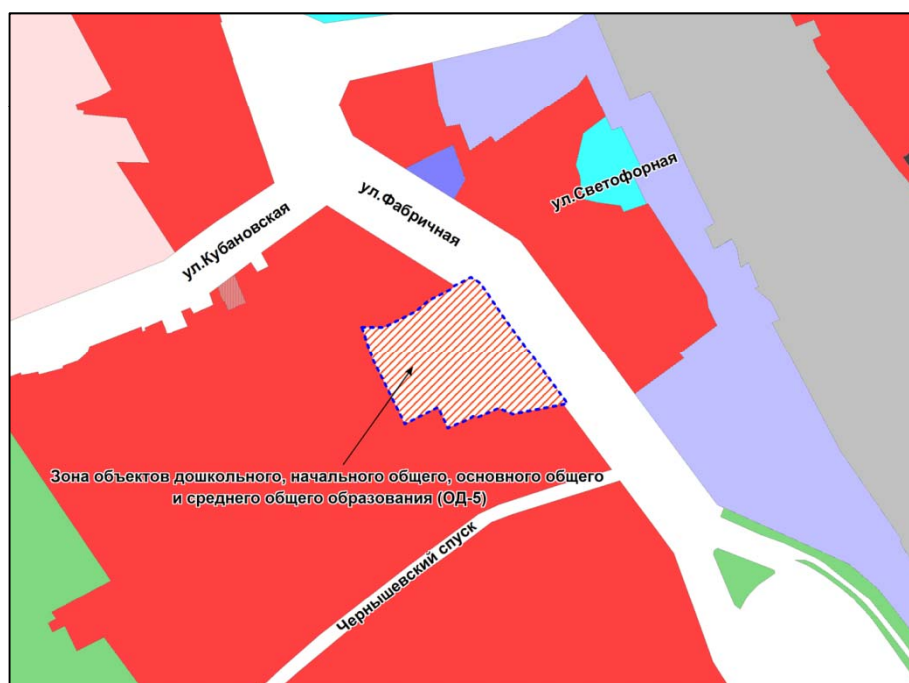 ул.Светофорная
ул.Фабричная
ул.Кубановская
Зона объектов дошкольного, начального общего, основного общего
и среднего общего образования (ОД-5)
Чернышевский спуск